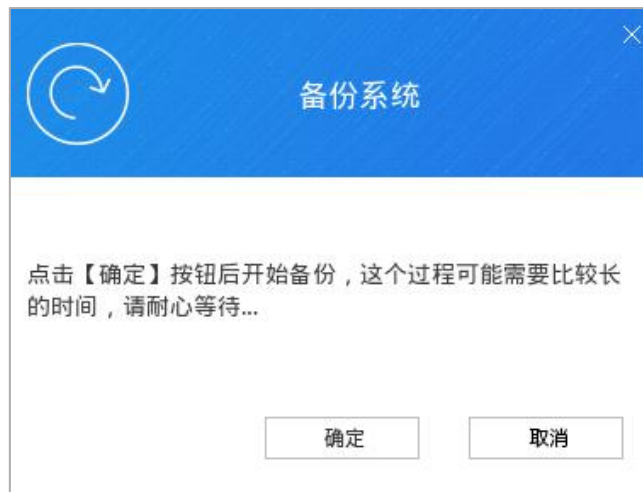 备份系统
点击【确定】按钮后开始备份，这个过程可能需要比较长
的时间，请耐心等待...
确定
取消